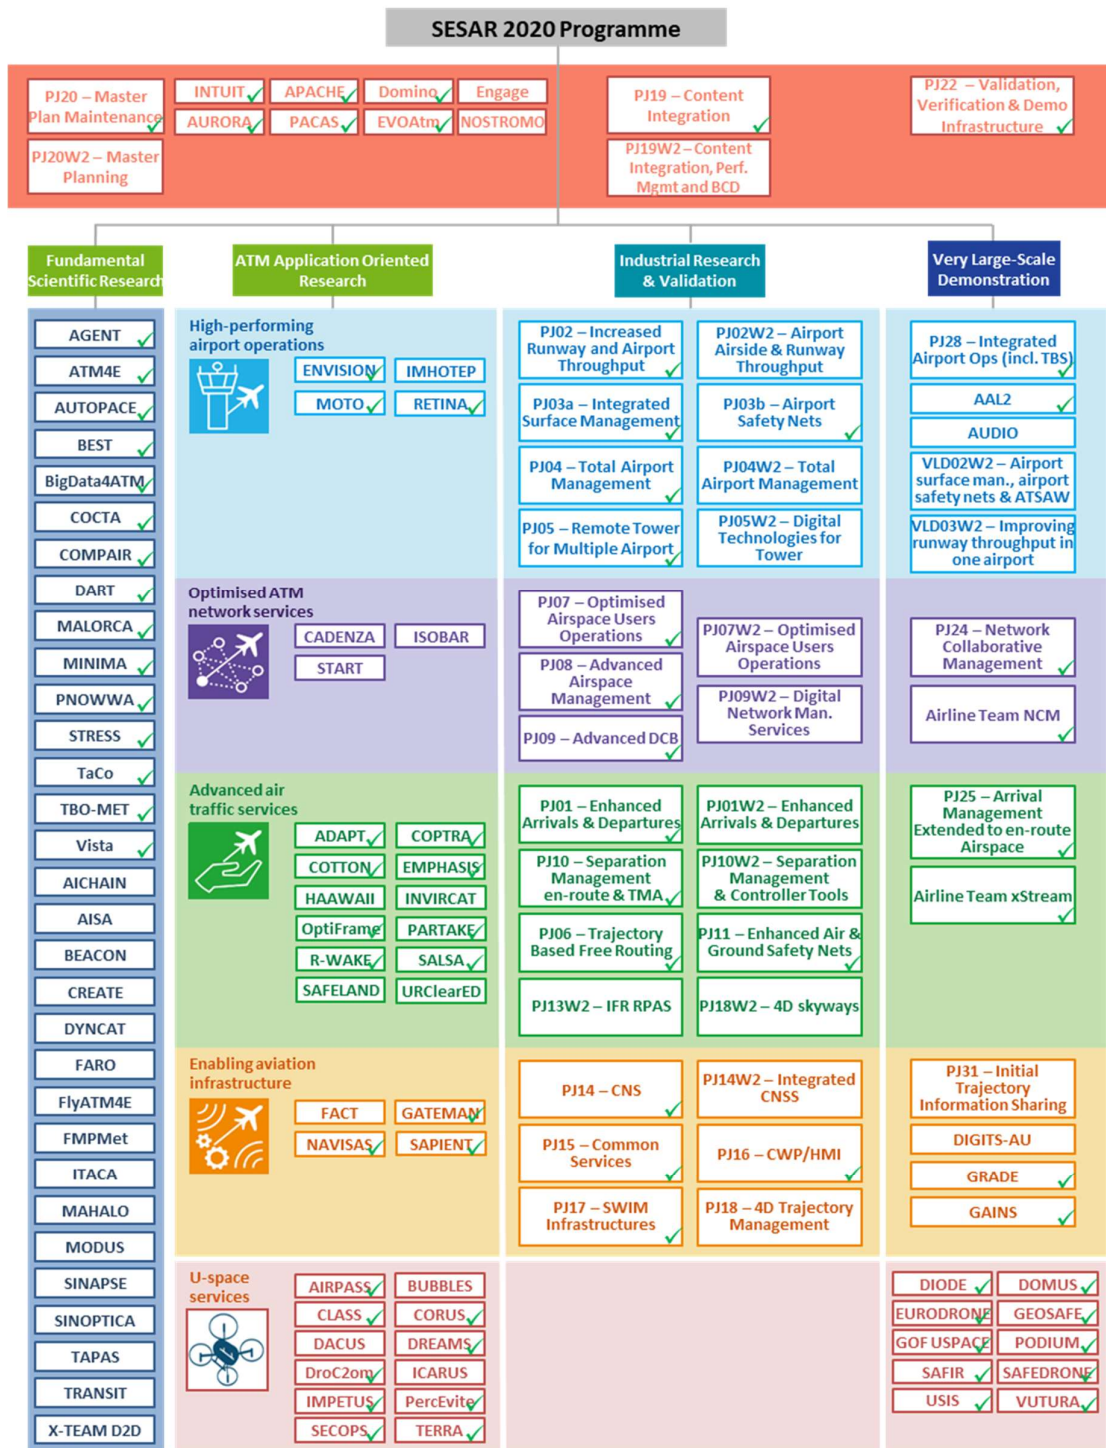 SESAR 2020 Programme
PJ20 – Master
Plan Maintenance
INTUIT
APACHE
Domino
Engage
AURORA
PACAS
EVOAtm
NOSTROMO
PJ20W2 – Master
Planning
PJ19 – Content
Integration
PJ19W2 – Content
Integration, Perf.
Mgmt and BCD
PJ22 – Validation,
Verification & Demo
Infrastructure
Fundamental
Scientific Research
ATM Application Oriented
Research
Industrial Research
& Validation
Very Large-Scale
Demonstration
AGENT
ATM4E
AUTOPACE
BEST
BigData4ATM
COCTA
COMPAIR
DART
MALORCA
MINIMA
PNOWWA
STRESS
TaCo
TBO-MET
Vista
AICHAIN
AISA
BEACON
CREATE
DYNCAT
FARO
FlyATM4E
FMPMet
ITACA
MAHALO
MODUS
SINAPSE
SINOPTICA
TAPAS
TRANSIT
X-TEAM D2D
High-performing
airport operations
ENVISION
IMHOTEP
MOTO
RETINA
PJ02 – Increased
Runway and Airport
Throughput
PJ02W2 – Airport
Airside & Runway
Throughput
PJ03a – Integrated
Surface Management
PJ03b – Airport
Safety Nets
PJ04 – Total Airport
Management
PJ04W2 – Total
Airport Management
PJ05 – Remote Tower
for Multiple Airport
PJ05W2 – Digital
Technologies for
Tower
PJ28 – Integrated
Airport Ops (incl. TBS)
AAL2
AUDIO
VLD02W2 – Airport
surface man., airport
safety nets & ATSAW
VLD03W2 – Improving
runway throughput in
one airport
Optimised ATM
network services
CADENZA
ISOBAR
START
PJ07 – Optimised
Airspace Users
Operations
PJ07W2 – Optimised
Airspace Users
Operations
PJ08 – Advanced
Airspace
Management
PJ09W2 – Digital
Network Man.
Services
PJ09 – Advanced DCB
PJ24 – Network
Collaborative
Management
Airline Team NCM
Advanced air
traffic services
ADAPT
COPTRA
COTTON
EMPHASIS
HAAWAII
INVIRCAT
OptiFrame
PARTAKE
R-WAKE
SALSA
SAFELAND
URClearED
PJ01 – Enhanced
Arrivals & Departures
PJ01W2 – Enhanced
Arrivals & Departures
PJ10 – Separation
Management
en-route & TMA
PJ10W2 – Separation
Management
& Controller Tools
PJ06 – Trajectory
Based Free Routing
PJ11 – Enhanced Air &
Ground Safety Nets
PJ13W2 – IFR RPAS
PJ18W2 – 4D skyways
PJ25 – Arrival
Management
Extended to en-route
Airspace
Airline Team xStream
Enabling aviation
infrastructure
FACT
GATEMAN
NAVISAS
SAPIENT
PJ14 – CNS
PJ14W2 – Integrated
CNSS
PJ15 – Common
Services
PJ16 – CWP/HMI
PJ17 – SWIM
Infrastructures
PJ18 – 4D Trajectory
Management
PJ31 – Initial
Trajectory
Information Sharing
DIGITS-AU
GRADE
GAINS
U-space
services
AIRPASS
BUBBLES
CLASS
CORUS
DACUS
DREAMS
DroC2om
ICARUS
IMPETUS
PercEvite
SECOPS
TERRA
DIODE
DOMUS
EURODRONE
GEOSAFE
GOF USPACE
PODIUM
SAFIR
SAFEDRONE
USIS
VUTURA